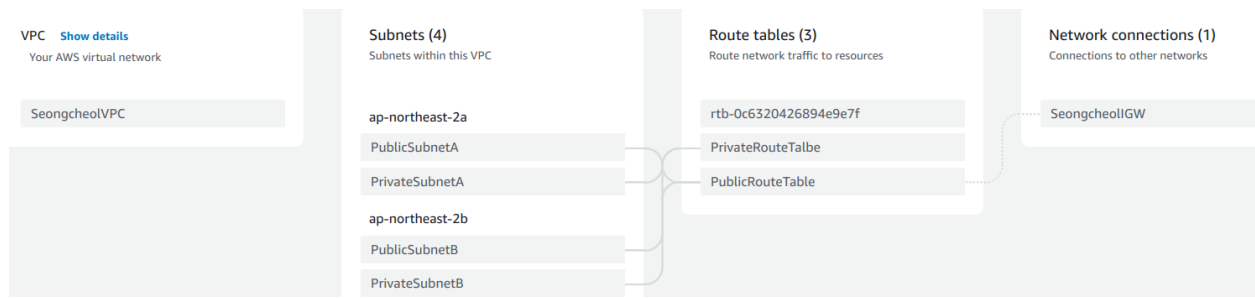 VPC Show details
Your AWS virtual network
SeongcheolVPC
Subnets (4)
Subnets within this VPC
ap-northeast-2a
PublicSubnetA
PrivateSubnetA
ap-northeast-2b
PublicSubnetB
PrivateSubnetB
Route tables (3)
Route network traffic to resources
rtb-0c6320426894e9e7f
PrivateRouteTalbe
PublicRouteTable
Network connections (1)
Connections to other networks
SeongcheolIGW